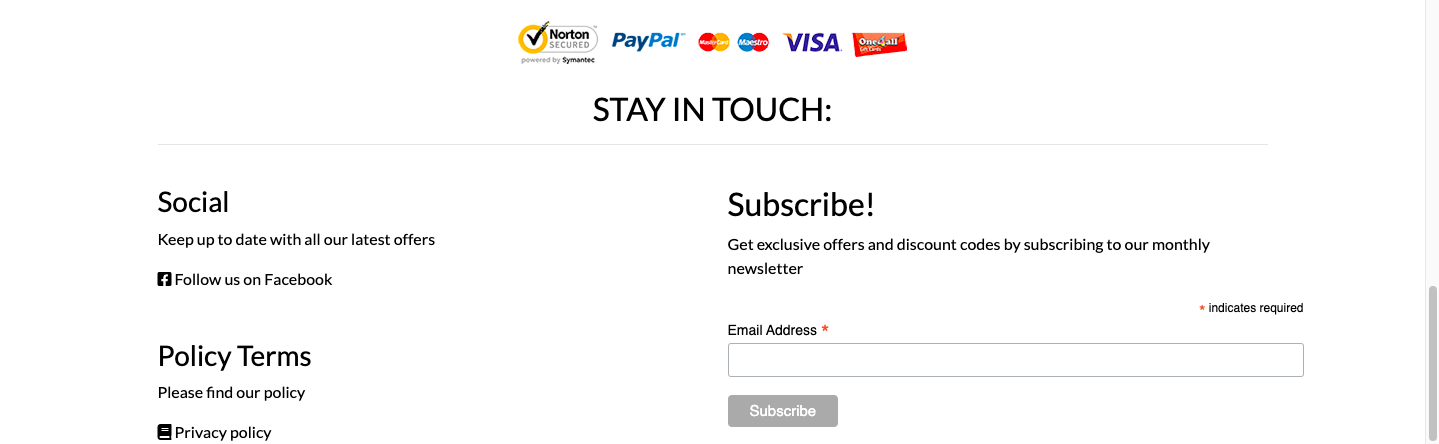 Norton
SECURED
powered by Symantec
PayPal
MasterCard
Maestro
VISA
One4all
Gift Cards
STAY IN TOUCH:
Social
Keep up to date with all our latest offers
Follow us on Facebook
Policy Terms
Please find our policy
Privacy policy
Subscribe!
Get exclusive offers and discount codes by subscribing to our monthly
newsletter
* indicates required
Email Address *
Subscribe